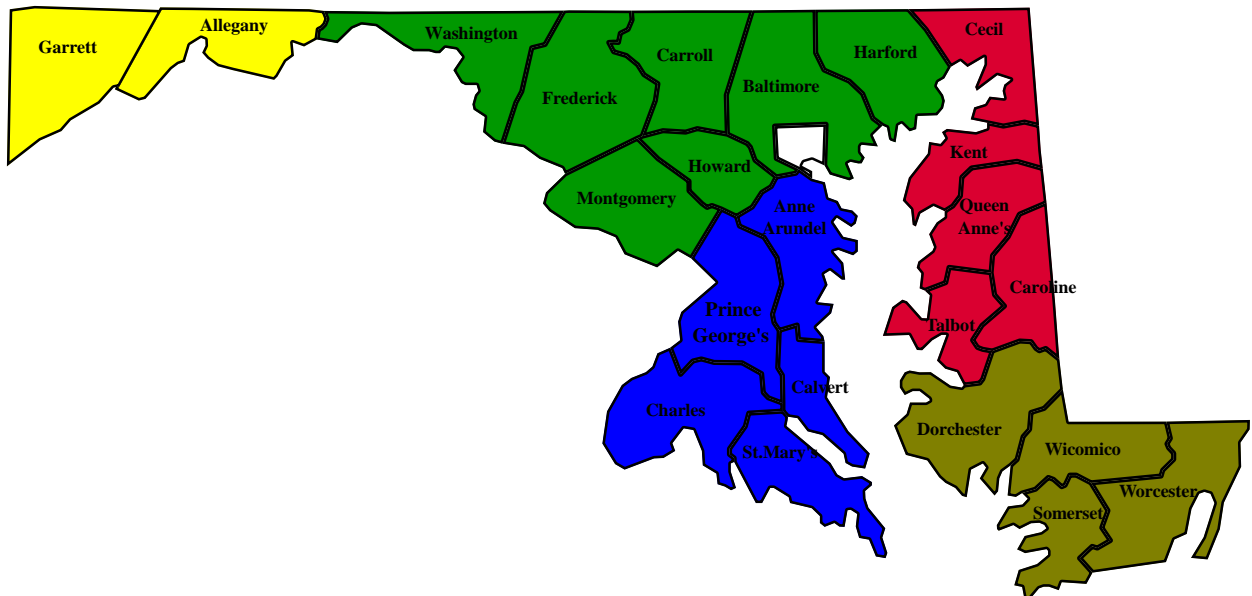 Garrett
Allegany
Washington
Frederick
Carroll
Baltimore
Harford
Cecil
Montgomery
Howard
Kent
Anne
Arundel
Queen
Anne's
Caroline
Talbot
Prince
George's
Charles
Calvert
St.Mary's
Dorchester
Wicomico
Worcester
Somerset